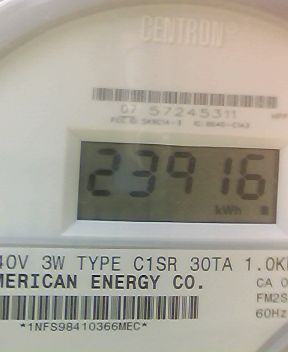 CENTRON®
07 57245311
23916
kWh
40V 3W TYPE C1SR 30TA 1.0K
MERICAN ENERGY CO.
CA 0
FM2S
60Hz
*1NFS98410366MEC*